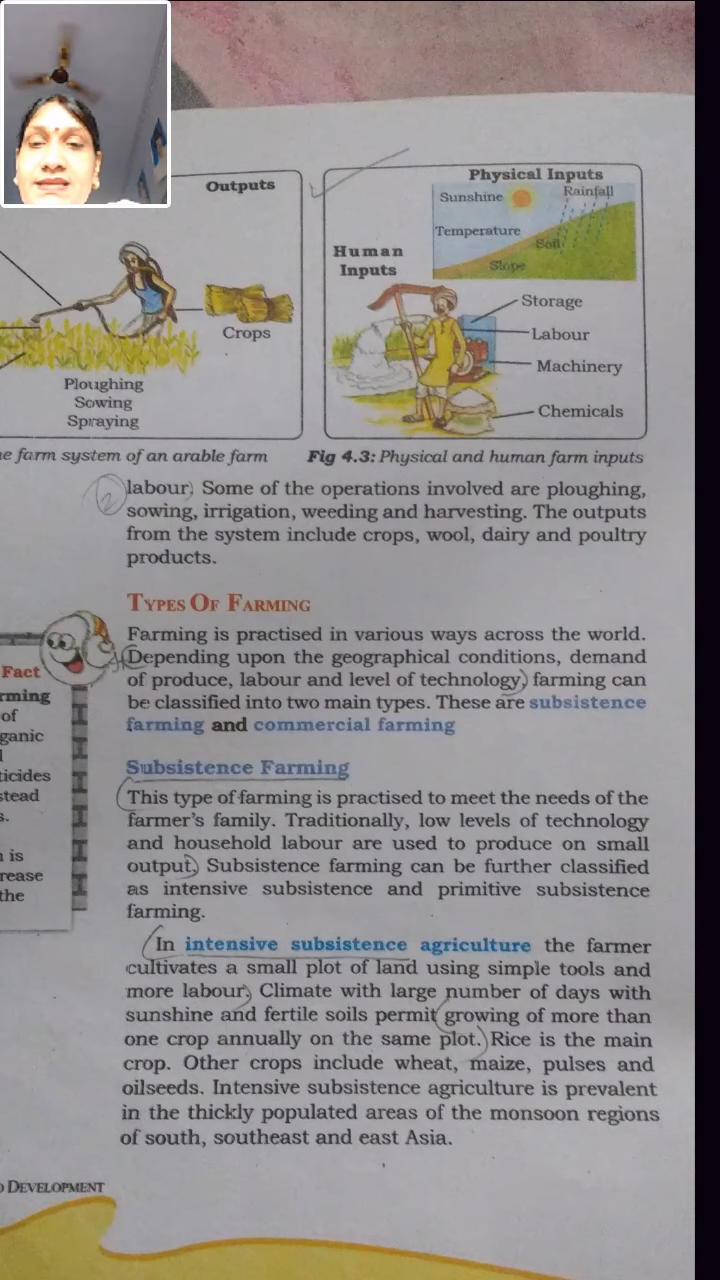 Outputs
Crops
Ploughing
Sowing
Spraying
farm system of an arable farm
Physical Inputs
Sunshine
Rainfall
Temperature
Soil
Slope
Human
Inputs
Storage
Labour
Machinery
Chemicals
Fig 4.3: Physical and human farm inputs
labour. Some of the operations involved are ploughing,
sowing, irrigation, weeding and harvesting. The outputs
from the system include crops, wool, dairy and poultry
products.
TYPES OF FARMING
Farming is practised in various ways across the world.
Depending upon the geographical conditions, demand
of produce, labour and level of technology, farming can
be classified into two main types. These are subsistence
farming and commercial farming
Subsistence Farming
This type of farming is practised to meet the needs of the
farmer's family. Traditionally, low levels of technology
and household labour are used to produce on small
output. Subsistence farming can be further classified
as intensive subsistence and primitive subsistence
farming.
In intensive subsistence agriculture the farmer
cultivates a small plot of land using simple tools and
more labour. Climate with large number of days with
sunshine and fertile soils permit growing of more than
one crop annually on the same plot. Rice is the main
crop. Other crops include wheat, maize, pulses and
oilseeds. Intensive subsistence agriculture is prevalent
in the thickly populated areas of the monsoon regions
of south, southeast and east Asia.
Fact
of
is
the
DEVELOPMENT